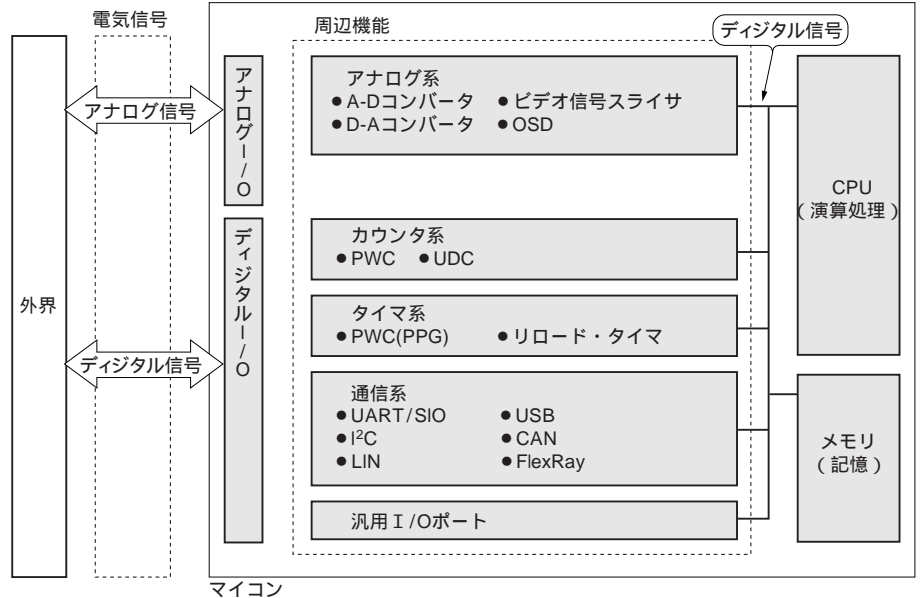 電気信号
周辺機能
ディジタル信号
外界
アナログ信号
ディジタル信号
アナログI/O
ディジタルI/O
アナログ系
●A-Dコンバータ ●ビデオ信号スライサ
●D-Aコンバータ ●OSD
カウンタ系
●PWC ●UDC
タイマ系
●PWC(PPG) ●リロード・タイマ
通信系
●UART/SIO ●USB
●I²C ●CAN
●LIN ●FlexRay
汎用I/Oポート
CPU
(演算処理)
メモリ
(記憶)
マイコン